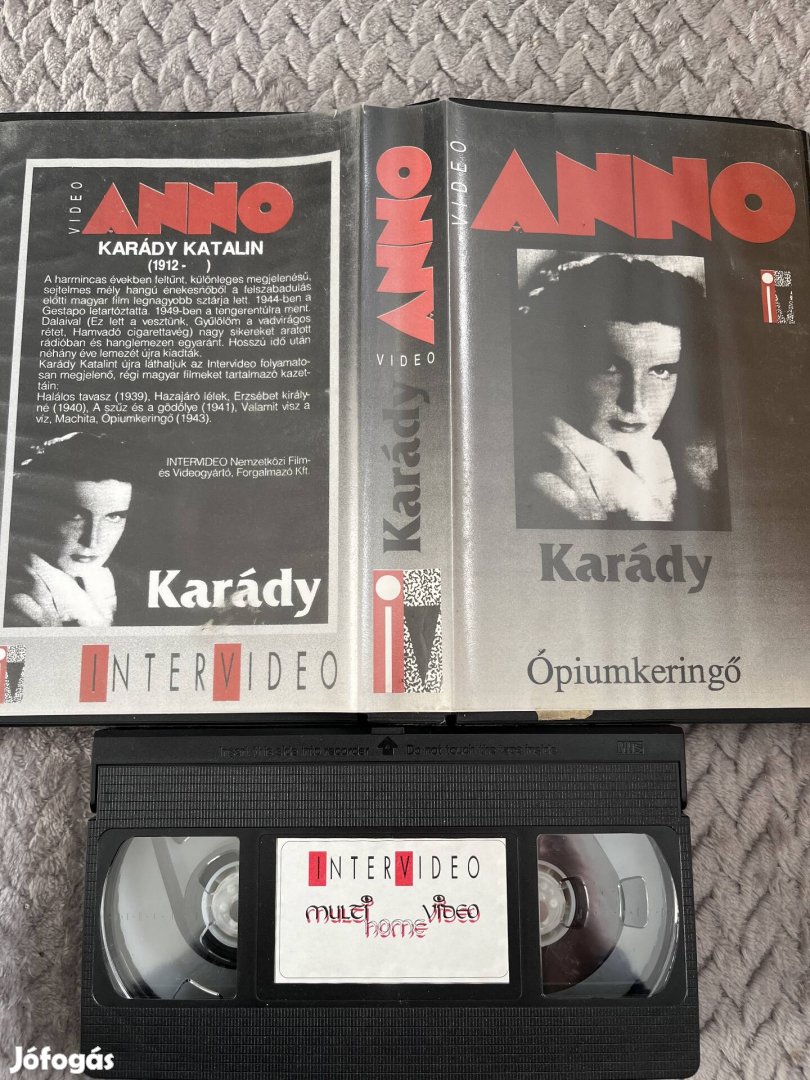 VIDEO
ANNO
KARÁDY KATALIN
(1912 - )
A harmincas években feltűnt, különleges megjelenésű,
sejtelmes mély hangú énekesnőből a felszabadulás
előtti magyar film legnagyobb sztárja lett. 1944-ben a
Gestapo letartóztatta. 1949-ben a tengerentúlra ment.
Dalaival (Ez lett a vesztünk, Gyűlölöm a vadvirágos
rétet, Hamvadó cigarettavég) nagy sikereket aratott
rádióban és hanglemezen egyaránt. Hosszú idő után
néhány éve lemezét újra kiadták.
Karády Katalint újra láthatjuk az Intervideo folyamato-
san megjelenő, régi magyar filmeket tartalmazó kazet-
táin:
Halálos tavasz (1939), Hazajáró lélek, Erzsébet király-
né (1940), A szűz és a gödölye (1941), Valamit visz a
víz, Machita, Ópiumkeringő (1943).
INTERVIDEO Nemzetközi Film-
és Videogyártó, Forgalmazó Kft.
Karády
iV
INTERVIDEO
ANNO
VIDEO
Karády
iV
VIDEO
ANNO
iV
Karády
Ópiumkeringő
Insert this side into recorder. Do not touch the tape inside.
VHS
INTERVIDEO
multi home VIDEO
Jófogás